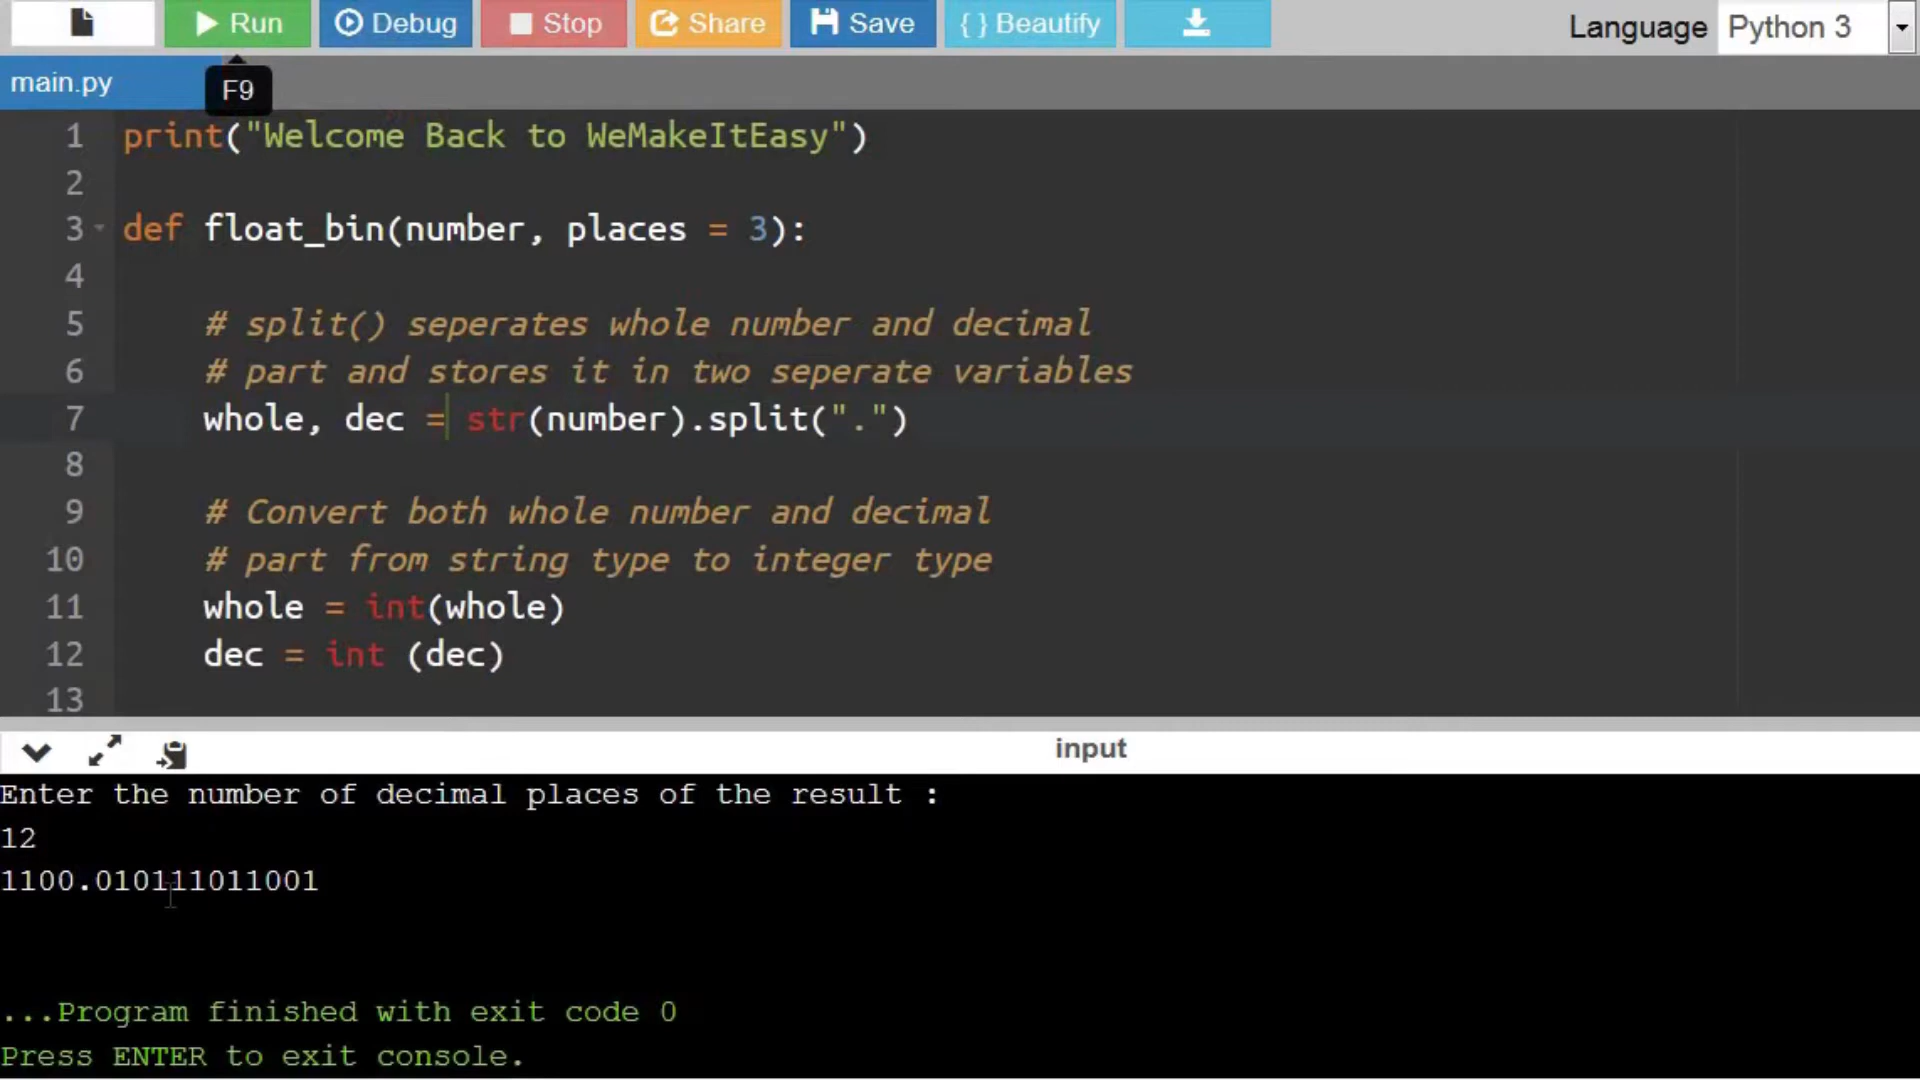 Run Debug Stop Share Save { } Beautify Language Python 3
main.py F9
1 print("Welcome Back to WeMakeItEasy")
2
3 def float_bin(number, places = 3):
4
5 # split() seperates whole number and decimal
6 # part and stores it in two seperate variables
7 whole, dec = str(number).split(".")
8
9 # Convert both whole number and decimal
10 # part from string type to integer type
11 whole = int(whole)
12 dec = int (dec)
13
input
Enter the number of decimal places of the result :
12
1100.010111011001
...Program finished with exit code 0
Press ENTER to exit console.